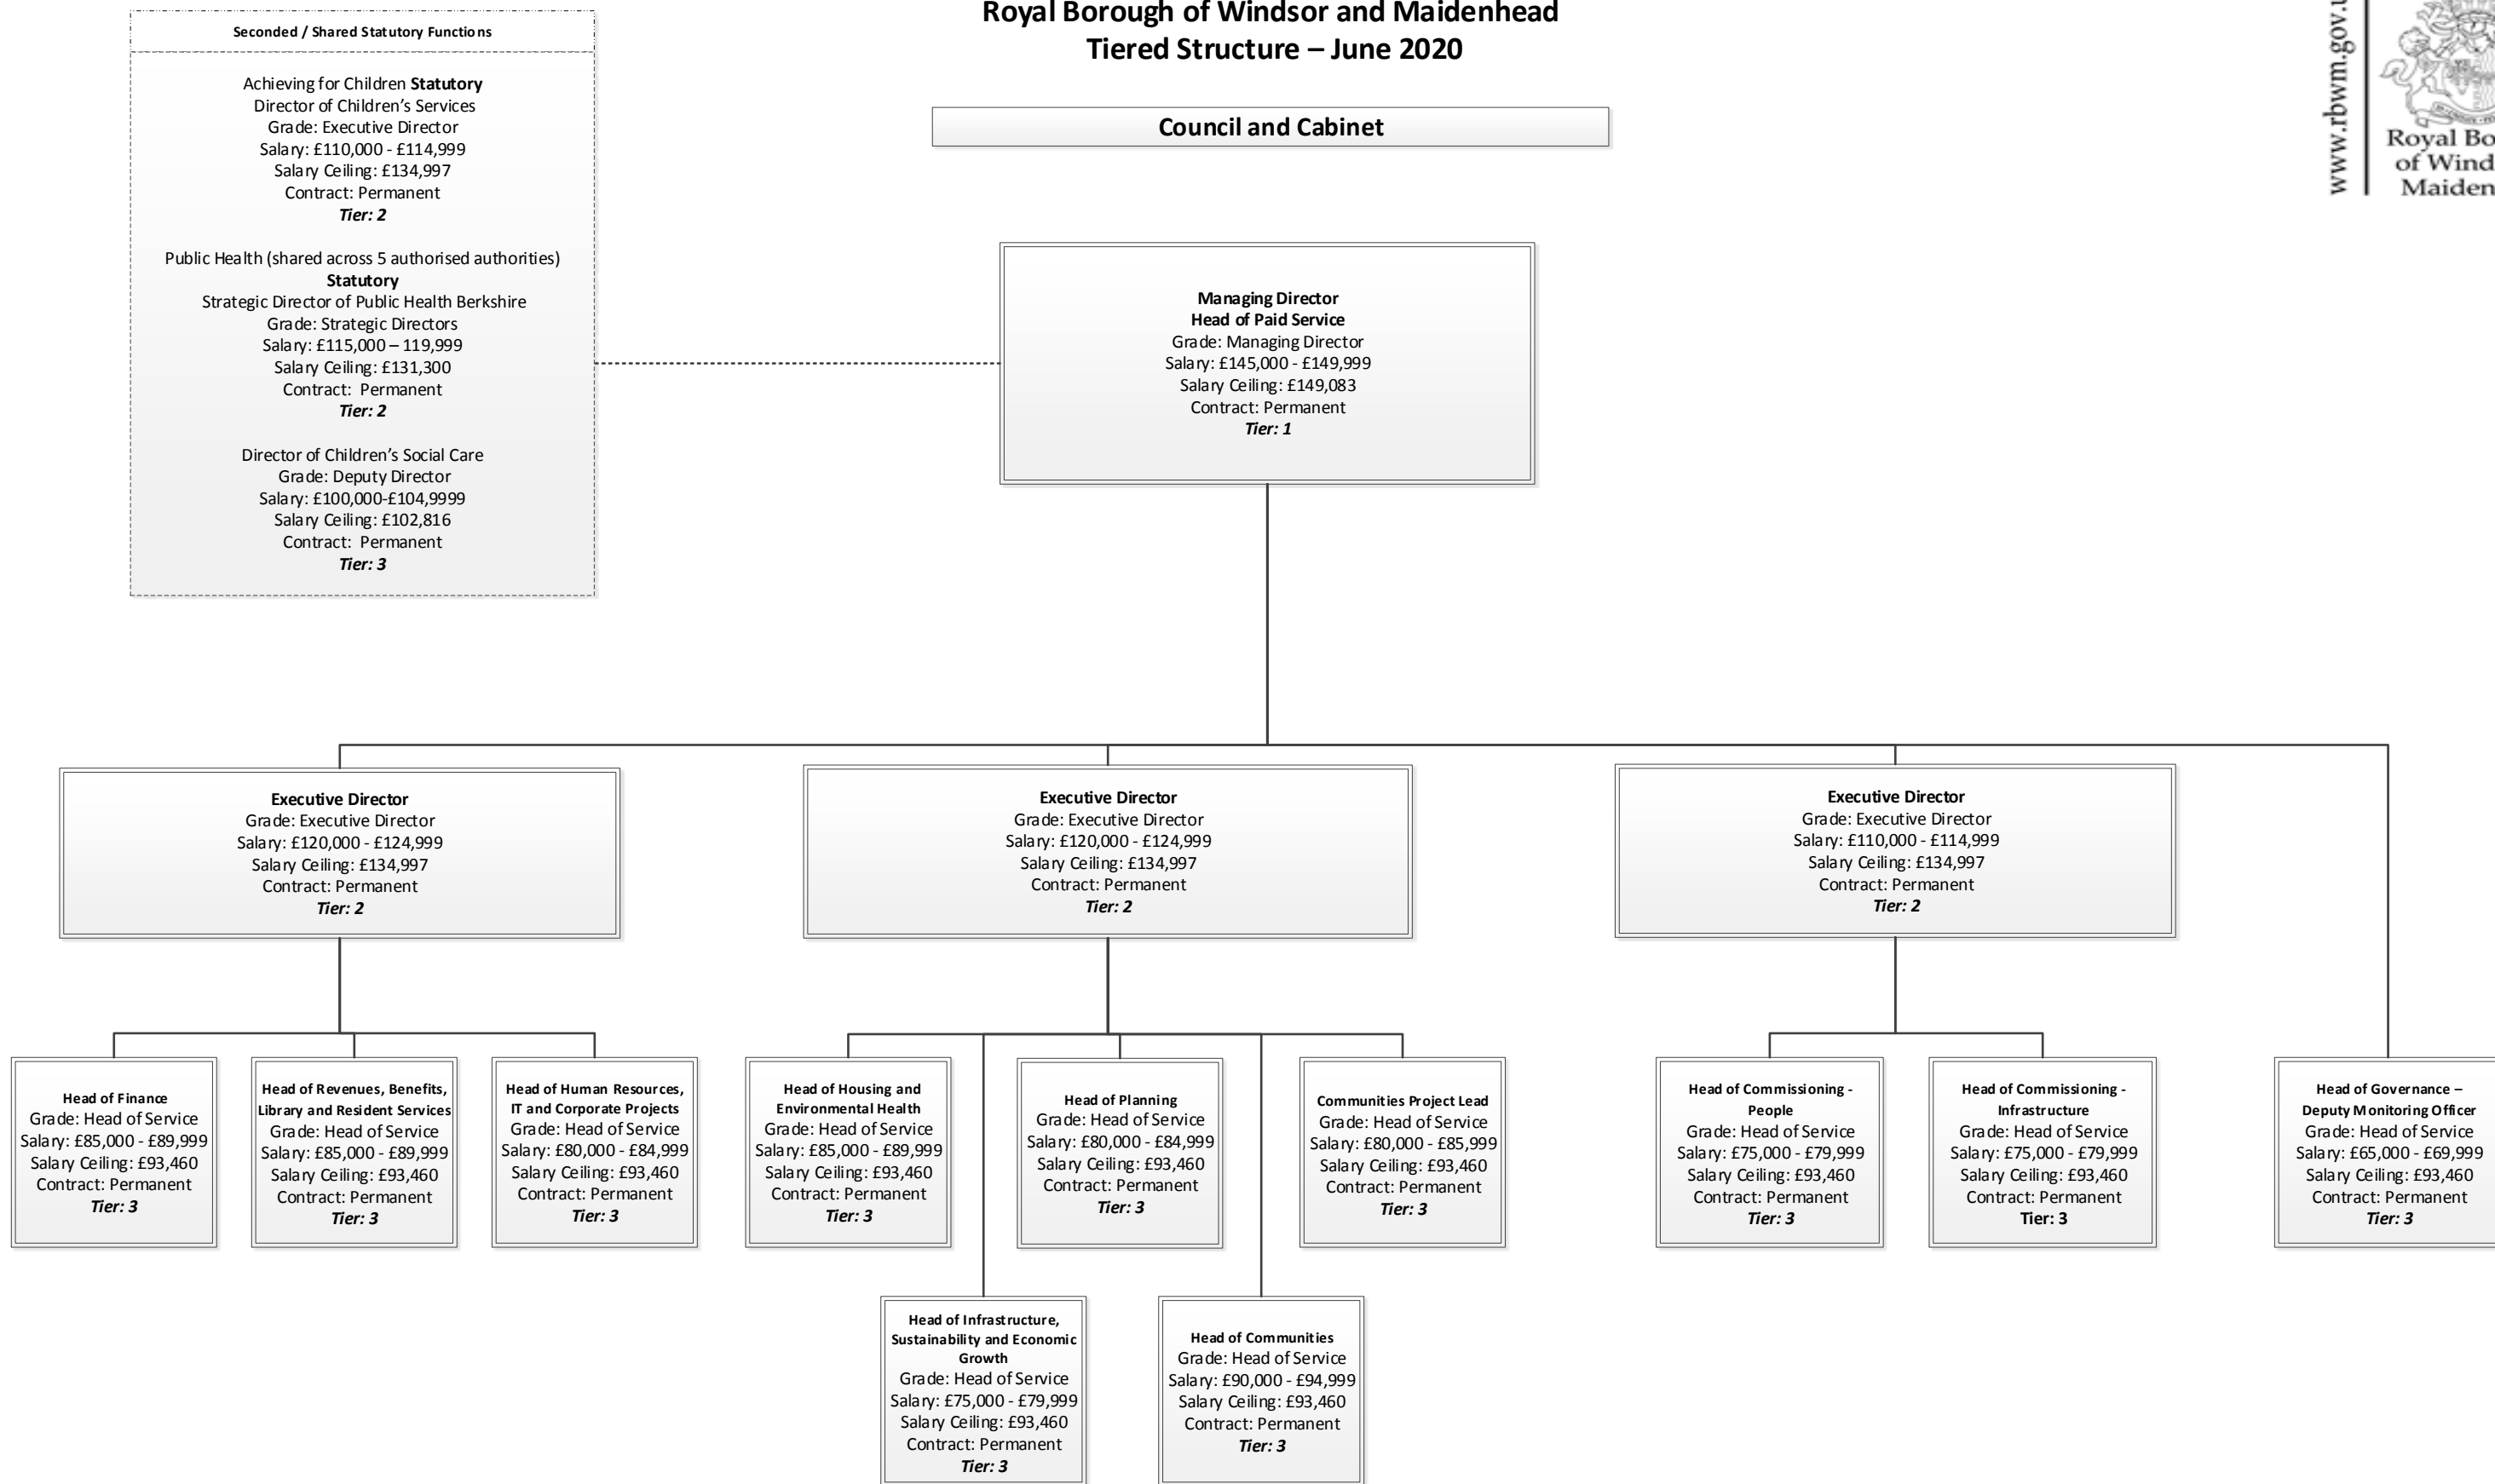 Royal Borough of Windsor and Maidenhead
Tiered Structure – June 2020
Council and Cabinet
www.rbwm.gov.u
Royal Bo
of Wind
Maiden
Seconded / Shared Statutory Functions
Achieving for Children Statutory
Director of Children's Services
Grade: Executive Director
Salary: £110,000 - £114,999
Salary Ceiling: £134,997
Contract: Permanent
Tier: 2
Public Health (shared across 5 authorised authorities)
Statutory
Strategic Director of Public Health Berkshire
Grade: Strategic Directors
Salary: £115,000 – 119,999
Salary Ceiling: £131,300
Contract: Permanent
Tier: 2
Director of Children's Social Care
Grade: Deputy Director
Salary: £100,000-£104,9999
Salary Ceiling: £102,816
Contract: Permanent
Tier: 3
Managing Director
Head of Paid Service
Grade: Managing Director
Salary: £145,000 - £149,999
Salary Ceiling: £149,083
Contract: Permanent
Tier: 1
Executive Director
Grade: Executive Director
Salary: £120,000 - £124,999
Salary Ceiling: £134,997
Contract: Permanent
Tier: 2
Executive Director
Grade: Executive Director
Salary: £120,000 - £124,999
Salary Ceiling: £134,997
Contract: Permanent
Tier: 2
Executive Director
Grade: Executive Director
Salary: £110,000 - £114,999
Salary Ceiling: £134,997
Contract: Permanent
Tier: 2
Head of Finance
Grade: Head of Service
Salary: £85,000 - £89,999
Salary Ceiling: £93,460
Contract: Permanent
Tier: 3
Head of Revenues, Benefits,
Library and Resident Services
Grade: Head of Service
Salary: £85,000 - £89,999
Salary Ceiling: £93,460
Contract: Permanent
Tier: 3
Head of Human Resources,
IT and Corporate Projects
Grade: Head of Service
Salary: £80,000 - £84,999
Salary Ceiling: £93,460
Contract: Permanent
Tier: 3
Head of Housing and
Environmental Health
Grade: Head of Service
Salary: £85,000 - £89,999
Salary Ceiling: £93,460
Contract: Permanent
Tier: 3
Head of Planning
Grade: Head of Service
Salary: £80,000 - £84,999
Salary Ceiling: £93,460
Contract: Permanent
Tier: 3
Communities Project Lead
Grade: Head of Service
Salary: £80,000 - £85,999
Salary Ceiling: £93,460
Contract: Permanent
Tier: 3
Head of Commissioning -
People
Grade: Head of Service
Salary: £75,000 - £79,999
Salary Ceiling: £93,460
Contract: Permanent
Tier: 3
Head of Commissioning -
Infrastructure
Grade: Head of Service
Salary: £75,000 - £79,999
Salary Ceiling: £93,460
Contract: Permanent
Tier: 3
Head of Governance –
Deputy Monitoring Officer
Grade: Head of Service
Salary: £65,000 - £69,999
Salary Ceiling: £93,460
Contract: Permanent
Tier: 3
Head of Infrastructure,
Sustainability and Economic
Growth
Grade: Head of Service
Salary: £75,000 - £79,999
Salary Ceiling: £93,460
Contract: Permanent
Tier: 3
Head of Communities
Grade: Head of Service
Salary: £90,000 - £94,999
Salary Ceiling: £93,460
Contract: Permanent
Tier: 3